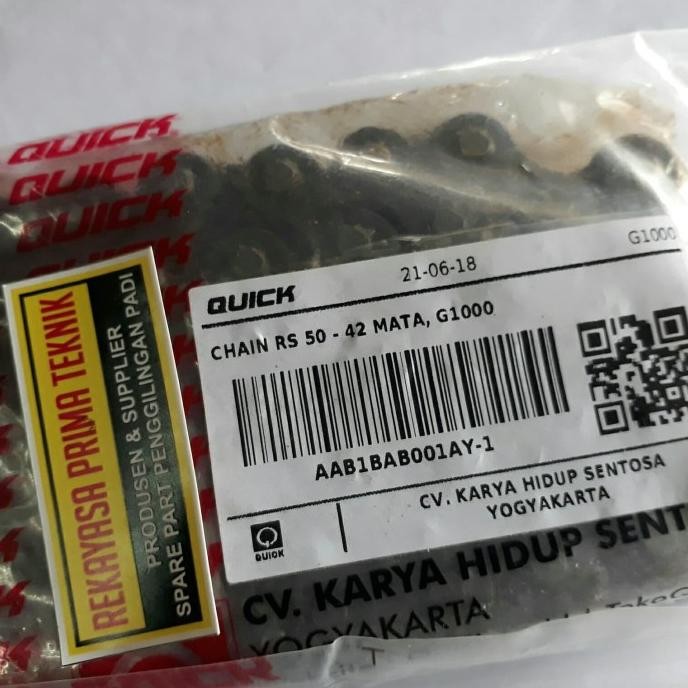 QUICK
QUICK
QUICK
QUICK 21-06-18 G1000
CHAIN RS 50 - 42 MATA, G1000
AAB1BAB001AY-1
QUICK
CV. KARYA HIDUP SENTOSA
YOGYAKARTA
REKAYASA PRIMA TEKNIK
PRODUSEN & SUPPLIER
SPARE PART PENGGILINGAN PADI
CV. KARYA HIDUP SENT
YOGYAKARTA